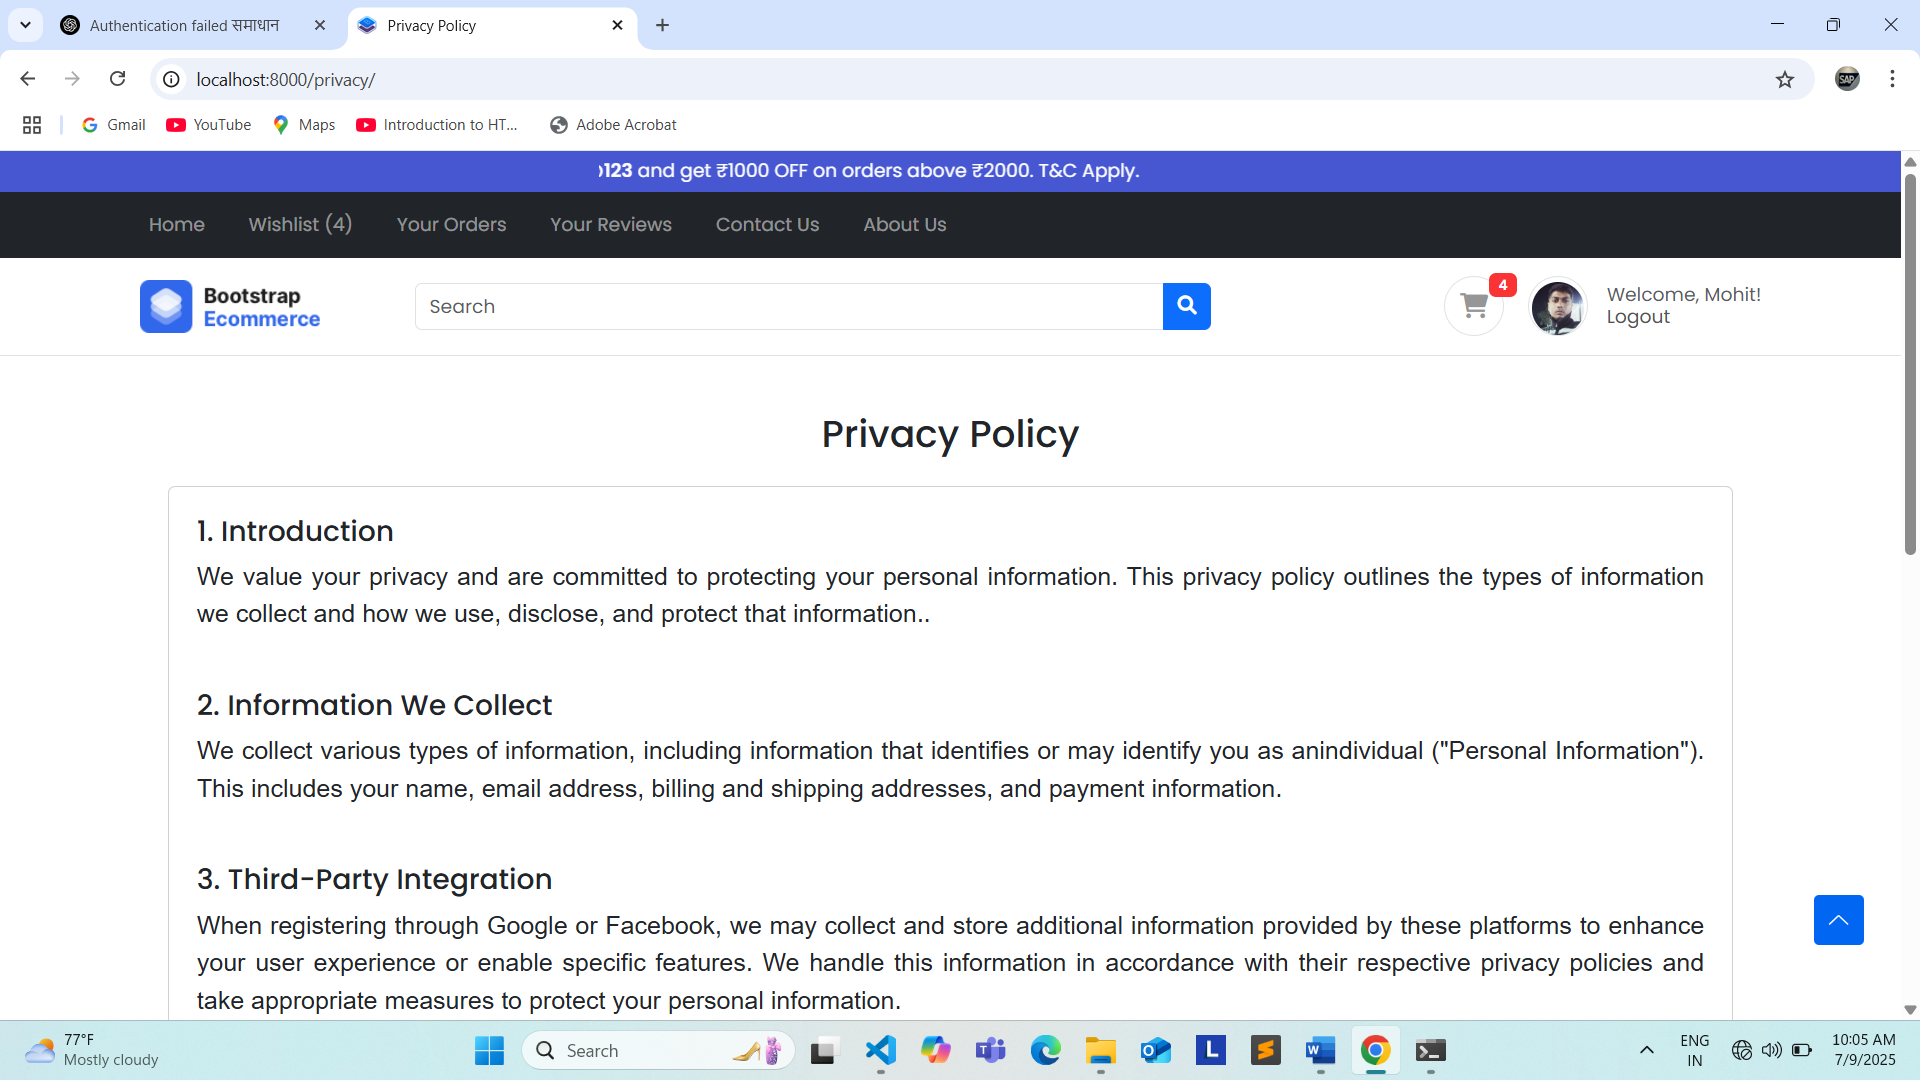 Authentication failed समाधान
Privacy Policy
localhost:8000/privacy/
Gmail
YouTube
Maps
Introduction to HT...
Adobe Acrobat
123 and get ₹1000 OFF on orders above ₹2000. T&C Apply.
Home
Wishlist (4)
Your Orders
Your Reviews
Contact Us
About Us
Bootstrap
Ecommerce
Search
4
Welcome, Mohit!
Logout
Privacy Policy
1. Introduction
We value your privacy and are committed to protecting your personal information. This privacy policy outlines the types of information
we collect and how we use, disclose, and protect that information..
2. Information We Collect
We collect various types of information, including information that identifies or may identify you as anindividual ("Personal Information").
This includes your name, email address, billing and shipping addresses, and payment information.
3. Third-Party Integration
When registering through Google or Facebook, we may collect and store additional information provided by these platforms to enhance
your user experience or enable specific features. We handle this information in accordance with their respective privacy policies and
take appropriate measures to protect your personal information.
77°F
Mostly cloudy
Search
ENG
IN
10:05 AM
7/9/2025